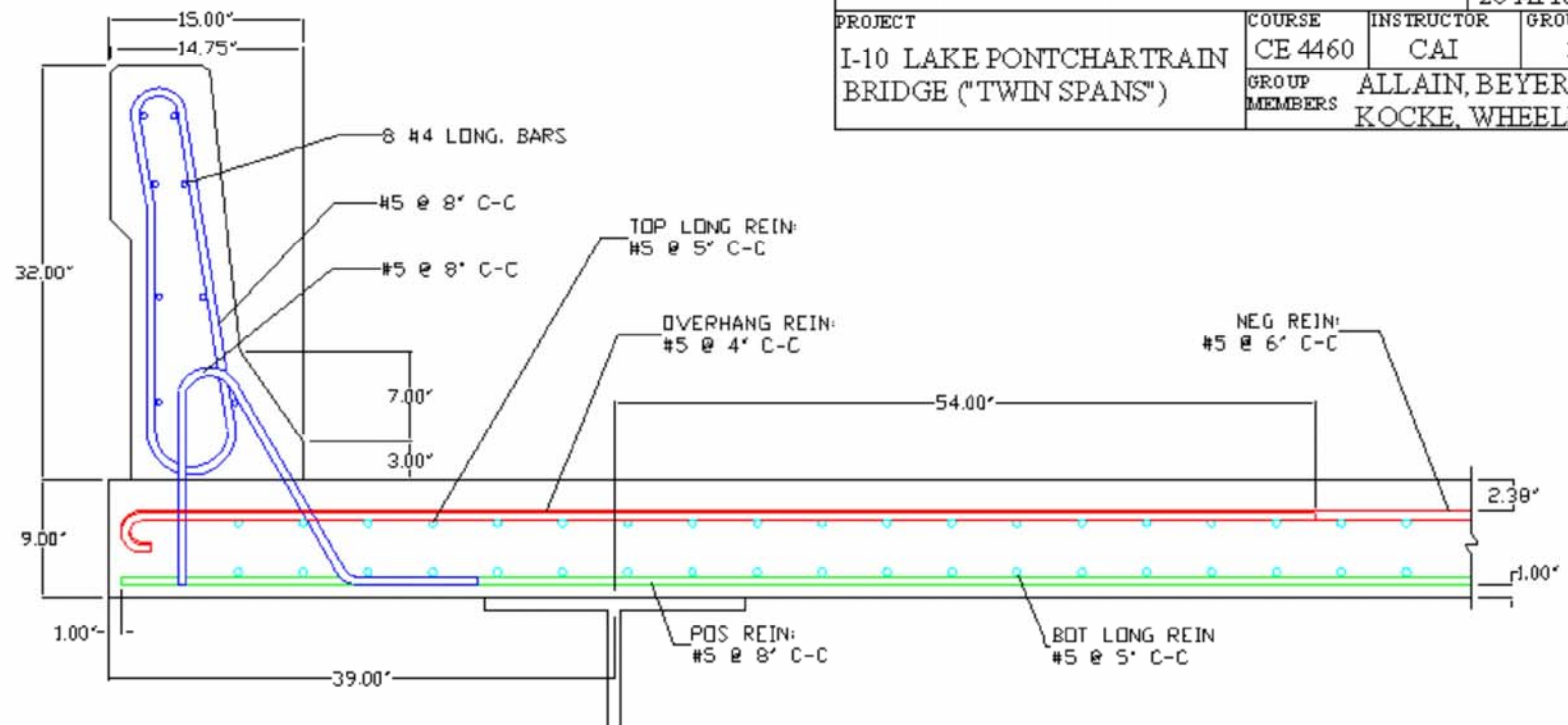 PROJECT
I-10 LAKE PONTCHARTRAIN
BRIDGE ("TWIN SPANS")
COURSE
CE 4460
INSTRUCTOR
CAI
GROUP
MEMBERS
ALLAIN, BEYER
KOCKE,
15.00"
14.75"
8 #4 LONG. BARS
#5 @ 8" C-C
#5 @ 8" C-C
32.00"
TOP LONG REIN:
#5 @ 5" C-C
OVERHANG REIN:
#5 @ 4" C-C
NEG REIN:
#5 @ 6" C-C
7.00"
54.00"
3.00"
2.38"
9.00"
1.00"
1.00"
POS REIN:
#5 @ 8" C-C
BOT LONG REIN
#5 @ 5" C-C
39.00"